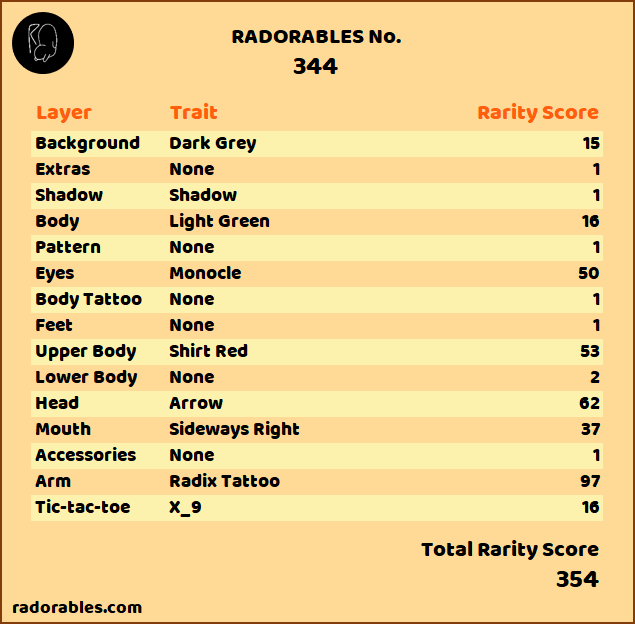 RADORABLES No.
344
Layer Trait Rarity Score
Background Dark Grey 15
Extras None 1
Shadow Shadow 1
Body Light Green 16
Pattern None 1
Eyes Monocle 50
Body Tattoo None 1
Feet None 1
Upper Body Shirt Red 53
Lower Body None 2
Head Arrow 62
Mouth Sideways Right 37
Accessories None 1
Arm Radix Tattoo 97
Tic-tac-toe X_9 16
Total Rarity Score
354
radorables.com